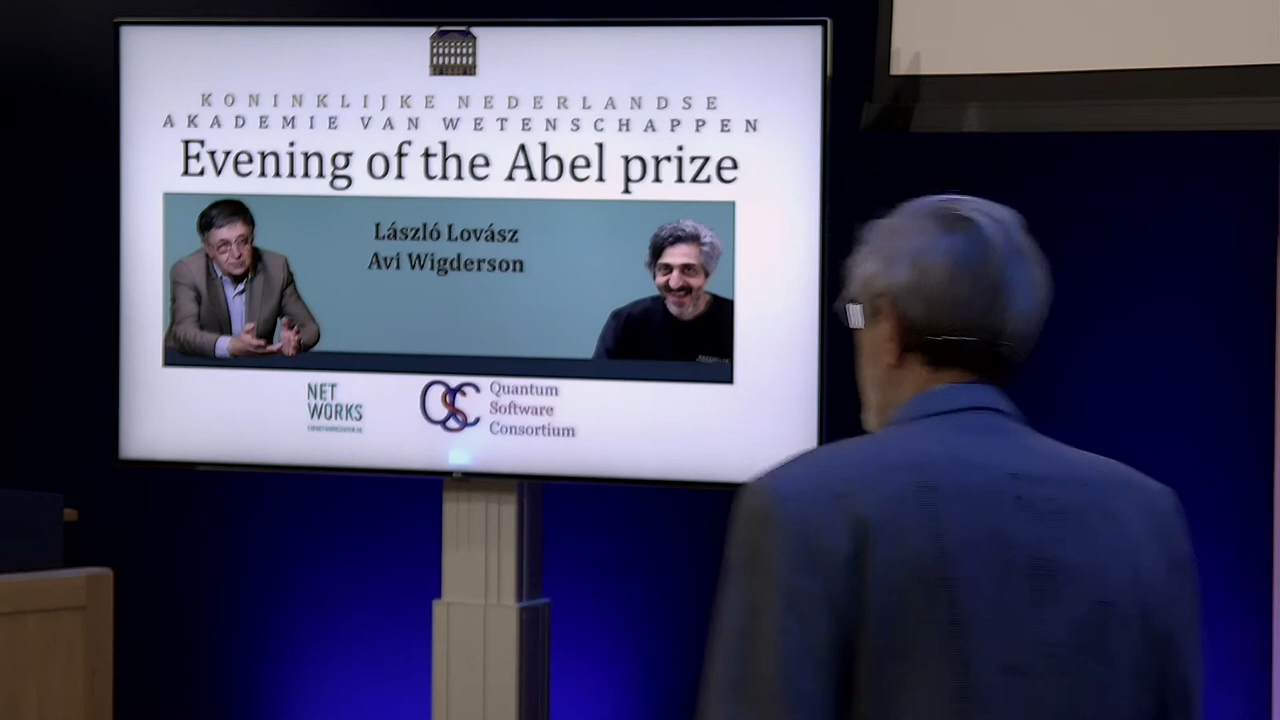 KONINKLIJKE NEDERLANDSE
AKADEMIE VAN WETENSCHAPPEN
Evening of the Abel prize
László Lovász
Avi Wigderson
NET
WORKS
QSC
Quantum
Software
Consortium